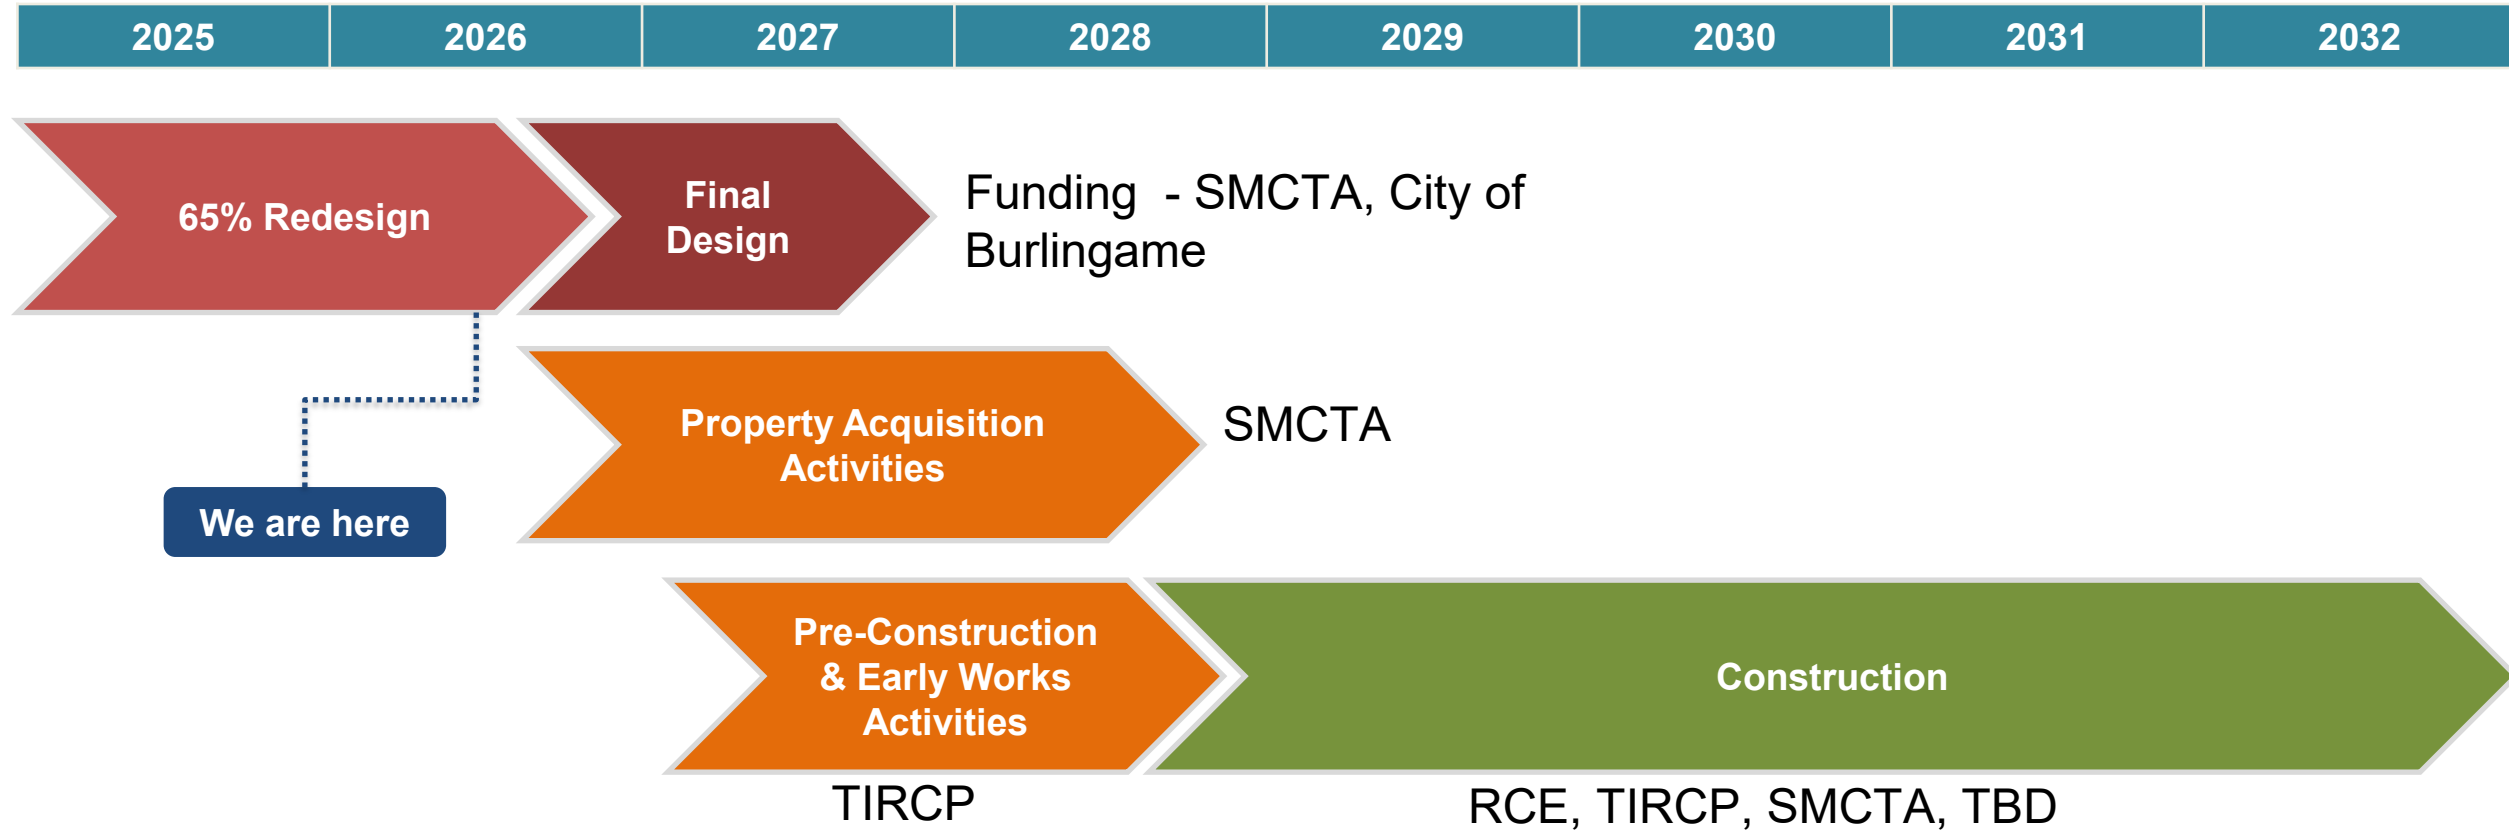 2025 2026 2027 2028 2029 2030 2031 2032
65% Redesign
Final
Design
Funding  - SMCTA, City of
Burlingame
Property Acquisition
Activities
SMCTA
We are here
Pre-Construction
& Early Works
Activities
Construction
TIRCP
RCE, TIRCP, SMCTA, TBD